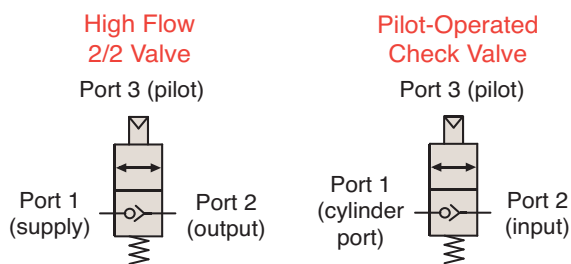 High Flow
2/2 Valve
Port 3 (pilot)
Port 1
(supply)
Port 2
(output)
Pilot-Operated
Check Valve
Port 3 (pilot)
Port 1
(cylinder
port)
Port 2
(input)